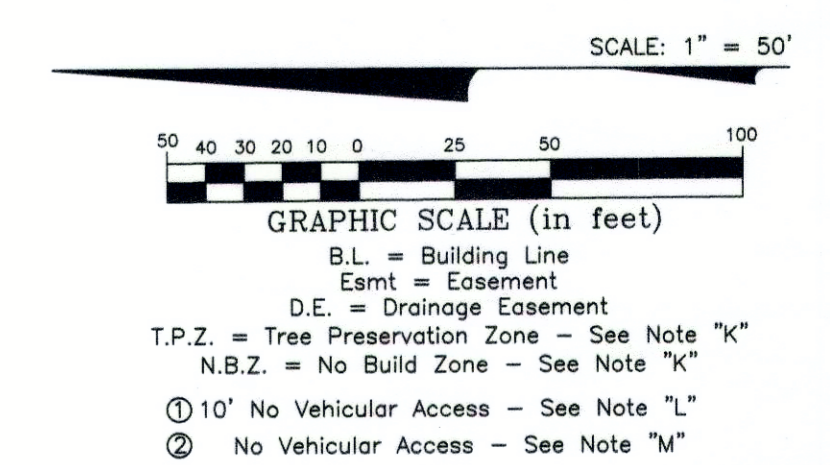 SCALE: 1" = 50'
50 40 30 20 10 0 25 50 100
GRAPHIC SCALE (in feet)
B.L. = Building Line
Esmt = Easement
D.E. = Drainage Easement
T.P.Z. = Tree Preservation Zone – See Note "K"
N.B.Z. = No Build Zone – See Note "K"
① 10' No Vehicular Access – See Note "L"
② No Vehicular Access – See Note "M"